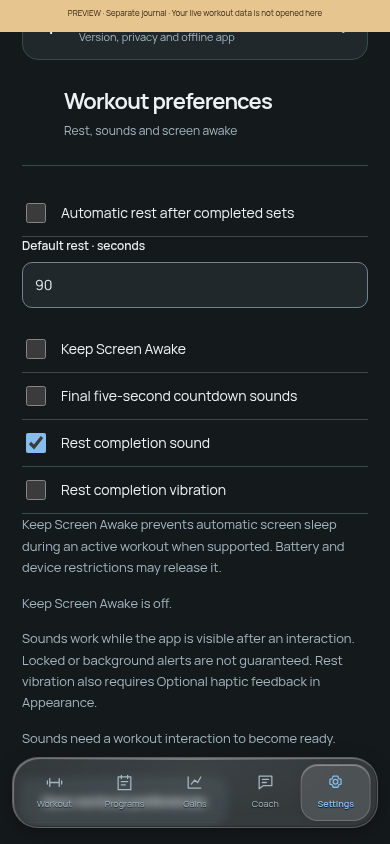 PREVIEW · Separate journal · Your live workout data is not opened here
Version, privacy and offline app
Workout preferences
Rest, sounds and screen awake
Automatic rest after completed sets
Default rest · seconds
90
Keep Screen Awake
Final five-second countdown sounds
Rest completion sound
Rest completion vibration
Keep Screen Awake prevents automatic screen sleep
during an active workout when supported. Battery and
device restrictions may release it.
Keep Screen Awake is off.
Sounds work while the app is visible after an interaction.
Locked or background alerts are not guaranteed. Rest
vibration also requires Optional haptic feedback in
Appearance.
Sounds need a workout interaction to become ready.
Workout
Programs
Gains
Coach
Settings